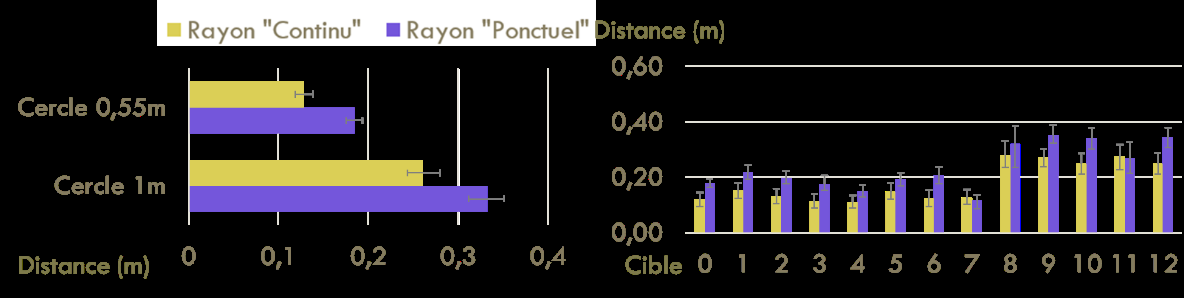 Rayon "Continu" Rayon "Ponctuel"
Cercle 0,55m
Cercle 1m
0 0,1 0,2 0,3 0,4
Distance (m)
Distance (m)
0,60
0,40
0,20
0,00
Cible 0 1 2 3 4 5 6 7 8 9 10 11 12